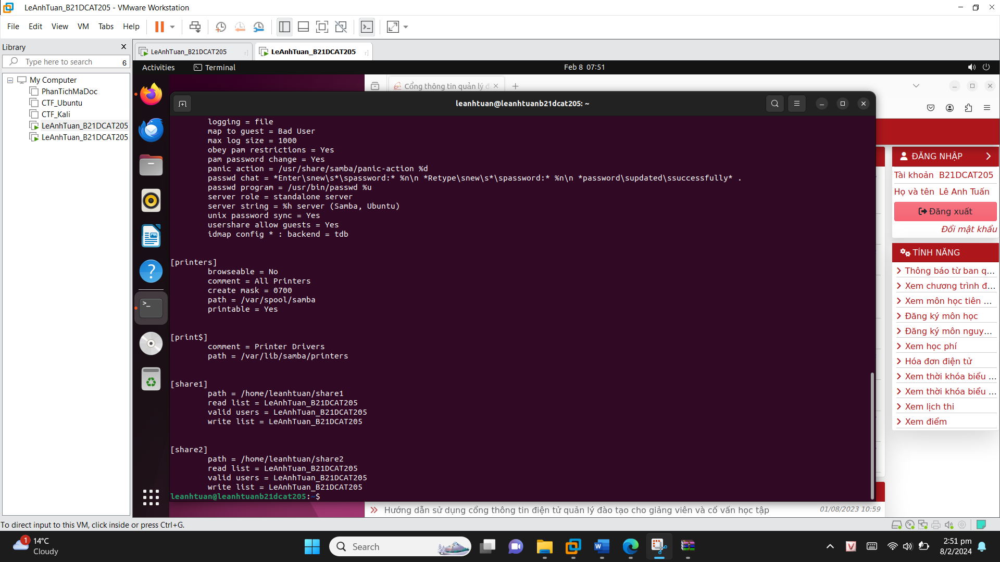 LeAnhTuan_B21DCAT205 - VMware Workstation
File Edit View VM Tabs Help
Library
Type here to search
6
My Computer
PhanTichMaDoc
CTF_Ubuntu
CTF_Kali
LeAnhTuan_B21DCAT205
LeAnhTuan_B21DCAT205
LeAnhTuan_B21DCAT205
LeAnhTuan_B21DCAT205
Activities
Terminal
Feb 8 07:51
Cổng thông tin quản lý
leanhtuan@leanhtuanb21dcat205: ~
logging = file
map to guest = Bad User
max log size = 1000
obey pam restrictions = Yes
pam password change = Yes
panic action = /usr/share/samba/panic-action %d
passwd chat = *Enter\snew\s*\spassword:* %n\n *Retype\snew\s*\spassword:* %n\n *password\supdated\ssuccessfully* .
passwd program = /usr/bin/passwd %u
server role = standalone server
server string = %h server (Samba, Ubuntu)
unix password sync = Yes
usershare allow guests = Yes
idmap config * : backend = tdb
[printers]
browseable = No
comment = All Printers
create mask = 0700
path = /var/spool/samba
printable = Yes
[print$]
comment = Printer Drivers
path = /var/lib/samba/printers
[share1]
path = /home/leanhtuan/share1
read list = LeAnhTuan_B21DCAT205
valid users = LeAnhTuan_B21DCAT205
write list = LeAnhTuan_B21DCAT205
[share2]
path = /home/leanhtuan/share2
read list = LeAnhTuan_B21DCAT205
valid users = LeAnhTuan_B21DCAT205
write list = LeAnhTuan_B21DCAT205
leanhtuan@leanhtuanb21dcat205:~$
ĐĂNG NHẬP
Tài khoản B21DCAT205
Họ và tên Lê Anh Tuấn
Đăng xuất
Đổi mật khẩu
TÍNH NĂNG
Thông báo từ ban q...
Xem chương trình đ...
Xem môn học tiên ...
Đăng ký môn học
Đăng ký môn nguy...
Xem học phí
Hóa đơn điện tử
Xem thời khóa biểu ...
Xem thời khóa biểu ...
Xem lịch thi
Xem điểm
Hướng dẫn sử dụng cổng thông tin điện tử quản lý đào tạo cho giảng viên và cố vấn học tập
01/08/2023 10:59
To direct input to this VM, click inside or press Ctrl+G.
1
14°C
Cloudy
Search
2:51 pm
8/2/2024